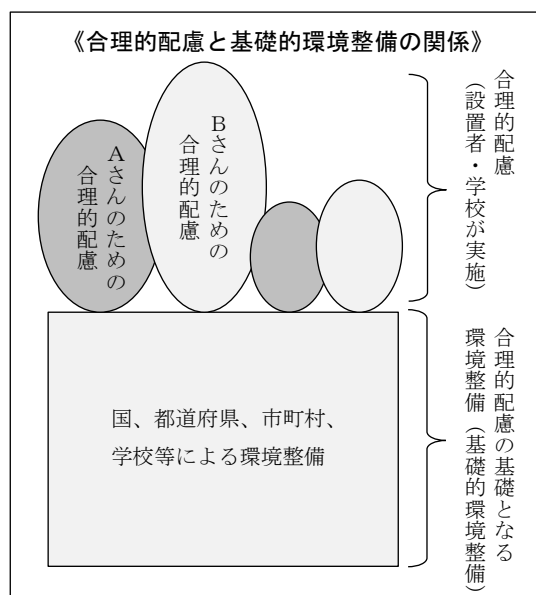 《合理的配慮と基礎的環境整備の関係》
Aさんのための
合理的配慮
Bさんのための
合理的配慮
合理的配慮
(設置者・学校が実施)
国、都道府県、市町村、
学校等による環境整備
合理的配慮の基礎となる
環境整備(基礎的環境整備)